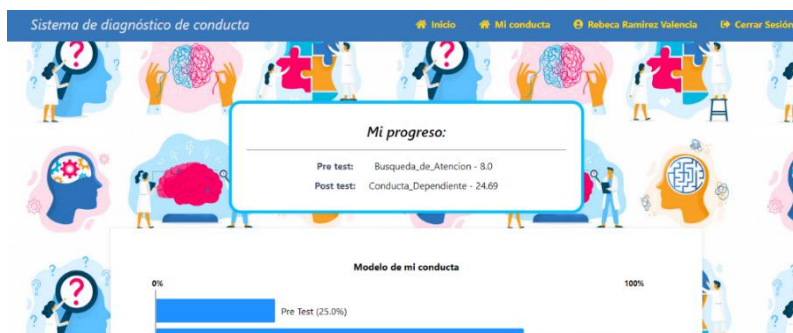 Sistema de diagnóstico de conducta
Inicio Mi conducta Rebeca Ramirez Valencia Cerrar Sesión
Mi progreso:
Pre test: Busqueda_de_Atencion - 8.0
Post test: Conducta_Dependiente - 24.69
Modelo de mi conducta
0% 100%
Pre Test (25.0%)